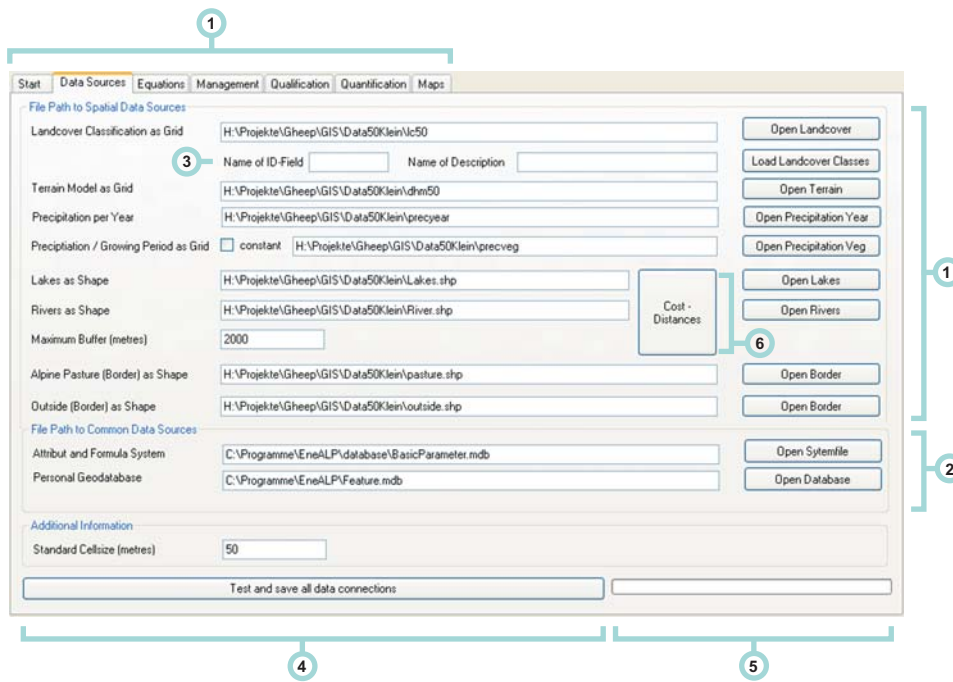 1
Start Data Sources Equations Management Qualification Quantification Maps
File Path to Spatial Data Sources
Landcover Classification as Grid H:\Projekte\Gheep\GIS\Data50Klein\lc50 Open Landcover
3 Name of ID-Field Name of Description Load Landcover Classes
Terrain Model as Grid H:\Projekte\Gheep\GIS\Data50Klein\dhm50 Open Terrain
Precipitation per Year H:\Projekte\Gheep\GIS\Data50Klein\precyear Open Precipitation Year
Preciptiation / Growing Period as Grid constant H:\Projekte\Gheep\GIS\Data50Klein\precveg Open Precipitation Veg
1
Lakes as Shape H:\Projekte\Gheep\GIS\Data50Klein\Lakes.shp Open Lakes
Rivers as Shape H:\Projekte\Gheep\GIS\Data50Klein\River.shp Open Rivers
Cost -
Distances
Maximum Buffer (metres) 2000 6
Alpine Pasture (Border) as Shape H:\Projekte\Gheep\GIS\Data50Klein\pasture.shp Open Border
Outside (Border) as Shape H:\Projekte\Gheep\GIS\Data50Klein\outside.shp Open Border
File Path to Common Data Sources
Attribut and Formula System C:\Programme\EneALP\database\BasicParameter.mdb Open Sytemfile
2
Personal Geodatabase C:\Programme\EneALP\Feature.mdb Open Database
Additional Information
Standard Cellsize (metres) 50
Test and save all data connections
4 5